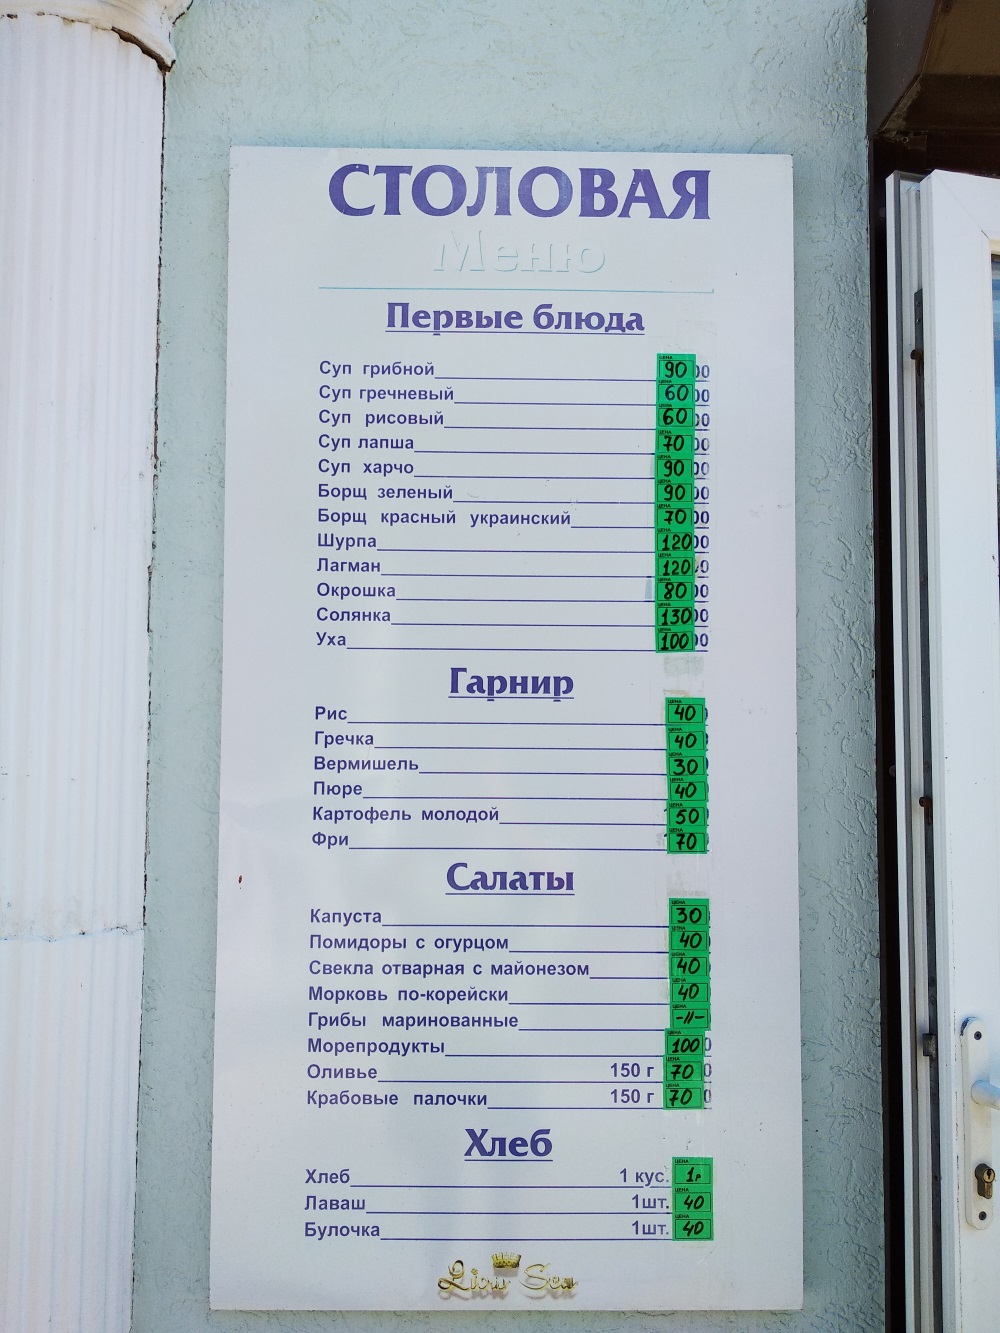 СТОЛОВАЯ
Меню
Первые блюда
Суп грибной 90
Суп гречневый 60
Суп рисовый 60
Суп лапша 70
Суп харчо 90
Борщ зеленый 90
Борщ красный украинский 70
Шурпа 120
Лагман 120
Окрошка 80
Солянка 130
Уха 100
Гарнир
Рис 40
Гречка 40
Вермишель 30
Пюре 40
Картофель молодой 50
Фри 70
Салаты
Капуста 30
Помидоры с огурцом 40
Свекла отварная с майонезом 40
Морковь по-корейски 40
Грибы маринованные -//-
Морепродукты 100
Оливье 150 г 70
Крабовые палочки 150 г 70
Хлеб
Хлеб 1 кус. 1р
Лаваш 1шт. 40
Булочка 1шт. 40
Lion Sea